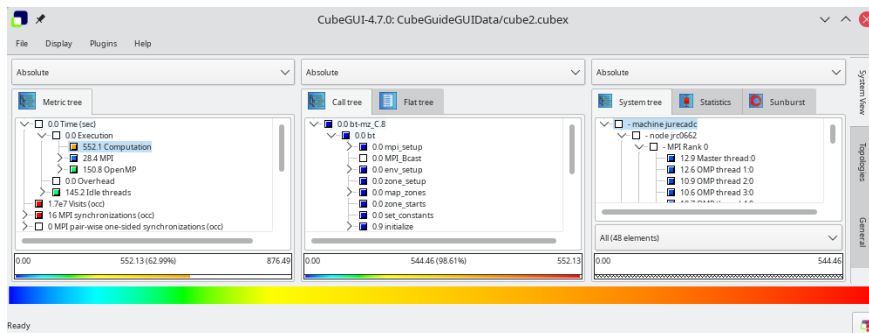 CubeGUI-4.7.0: CubeGuideGUIData/cube2.cubex
File Display Plugins Help
Absolute
Metric tree
0.0 Time (sec)
0.0 Execution
552.1 Computation
28.4 MPI
150.8 OpenMP
0.0 Overhead
145.2 Idle threads
1.7e7 Visits (occ)
16 MPI synchronizations (occ)
0 MPI pair-wise one-sided synchronizations (occ)
0.00 552.13 (62.99%) 876.49
Absolute
Call tree Flat tree
0.0 bt-mz_C.8
0.0 bt
0.0 mpi_setup
0.0 MPI_Bcast
0.0 env_setup
0.0 zone_setup
0.0 map_zones
0.0 zone_starts
0.0 set_constants
0.9 initialize
0.00 544.46 (98.61%) 552.13
Absolute
System tree Statistics Sunburst
- machine jurecadc
- node jrc0662
- MPI Rank 0
12.9 Master thread:0
12.6 OMP thread 1:0
10.9 OMP thread 2:0
10.6 OMP thread 3:0
All (48 elements)
0.00 544.46
System View
Topologies
General
Ready